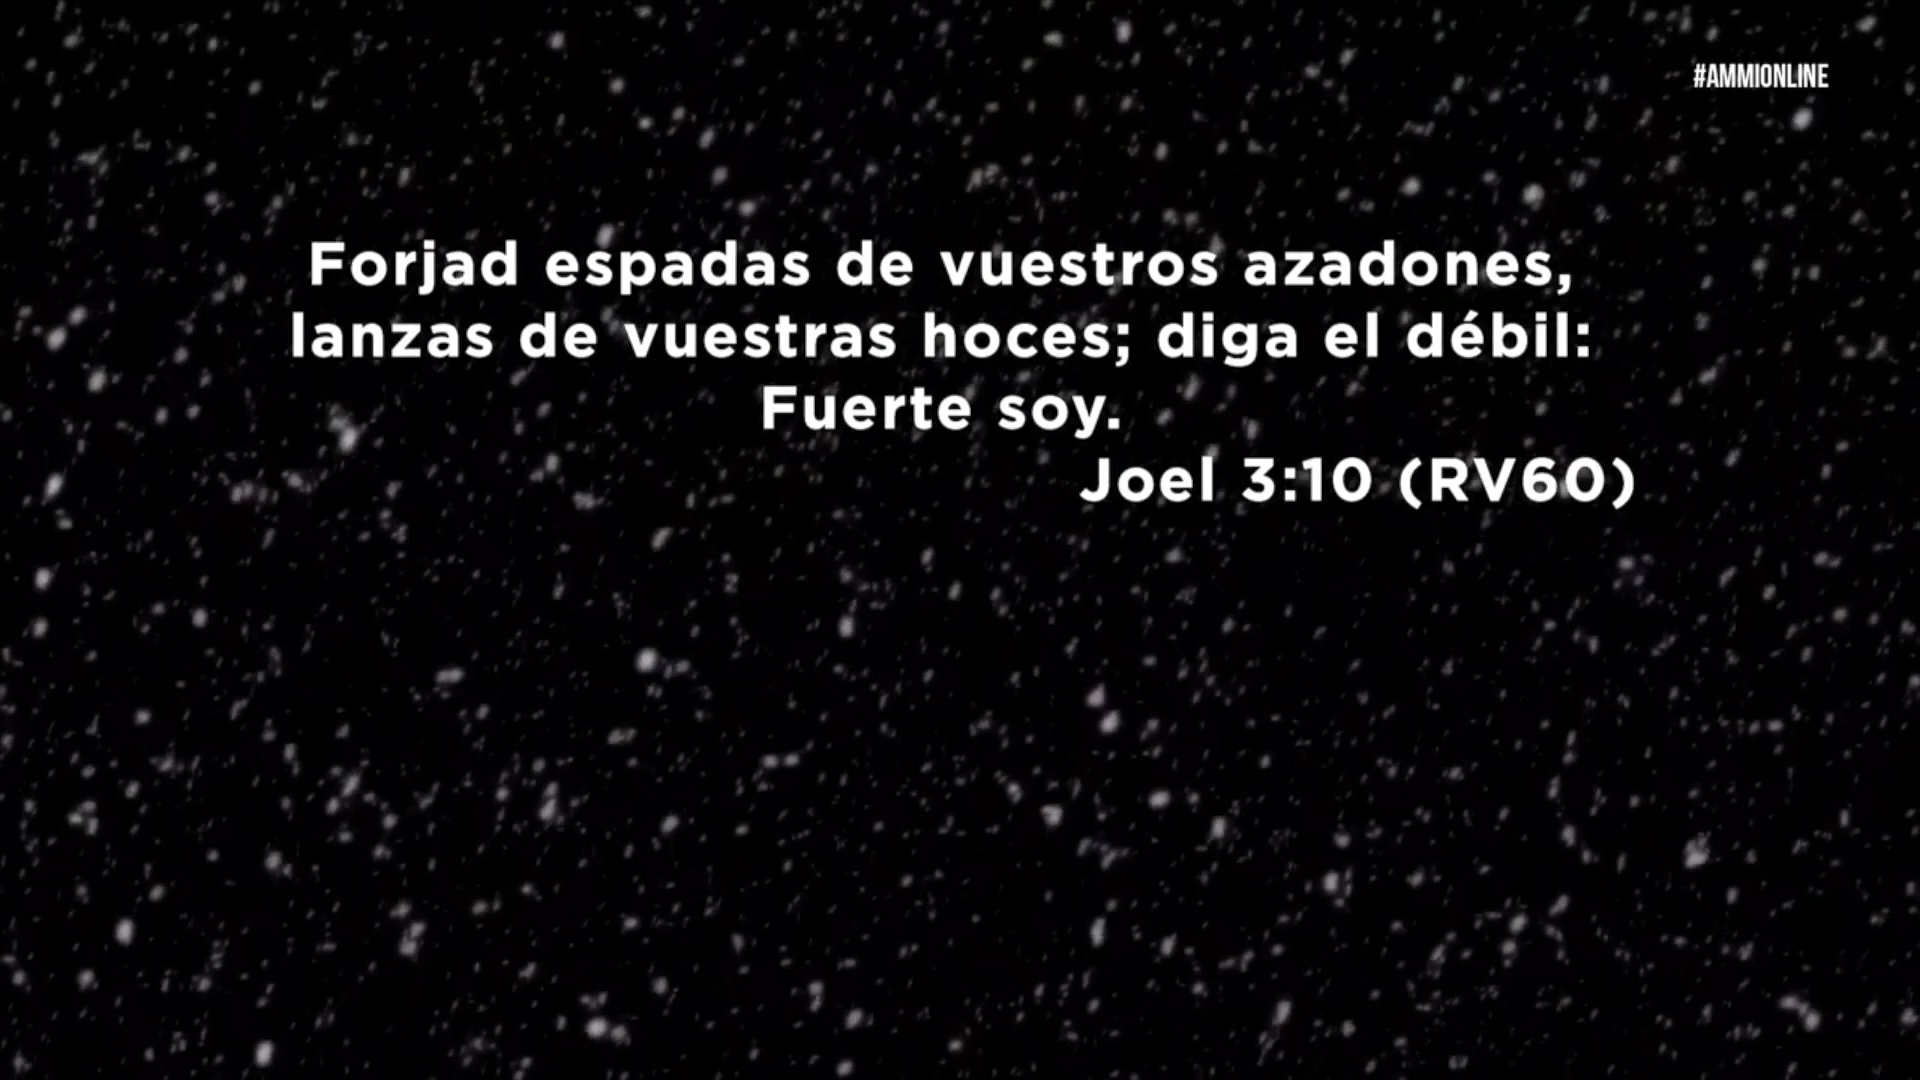 #AMMIONLINE
Forjad espadas de vuestros azadones,
lanzas de vuestras hoces; diga el débil:
Fuerte soy.
Joel 3:10 (RV60)